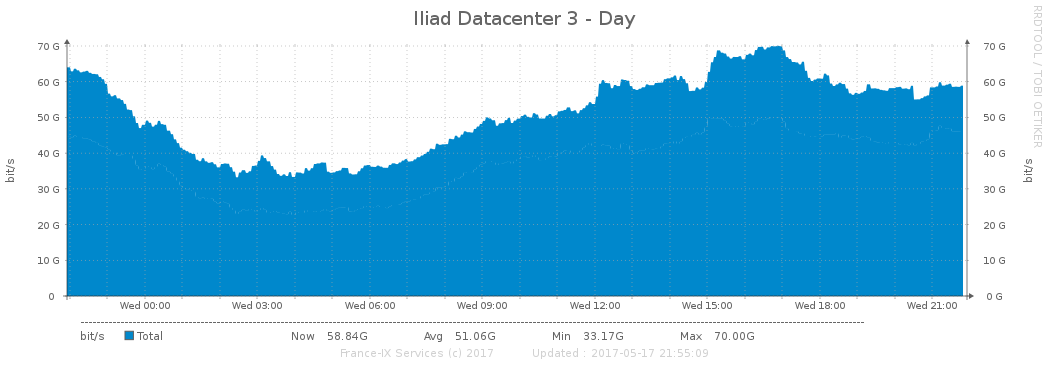 Iliad Datacenter 3 - Day
RRDTOOL / TOBI OETIKER
70 G 70 G
60 G 60 G
50 G 50 G
40 G 40 G
30 G 30 G
20 G 20 G
10 G 10 G
0 0 G
bit/s bit/s
Wed 00:00 Wed 03:00 Wed 06:00 Wed 09:00 Wed 12:00 Wed 15:00 Wed 18:00 Wed 21:00
bit/s Total Now 58.84G Avg 51.06G Min 33.17G Max 70.00G
France-IX Services (c) 2017 Updated : 2017-05-17 21:55:09